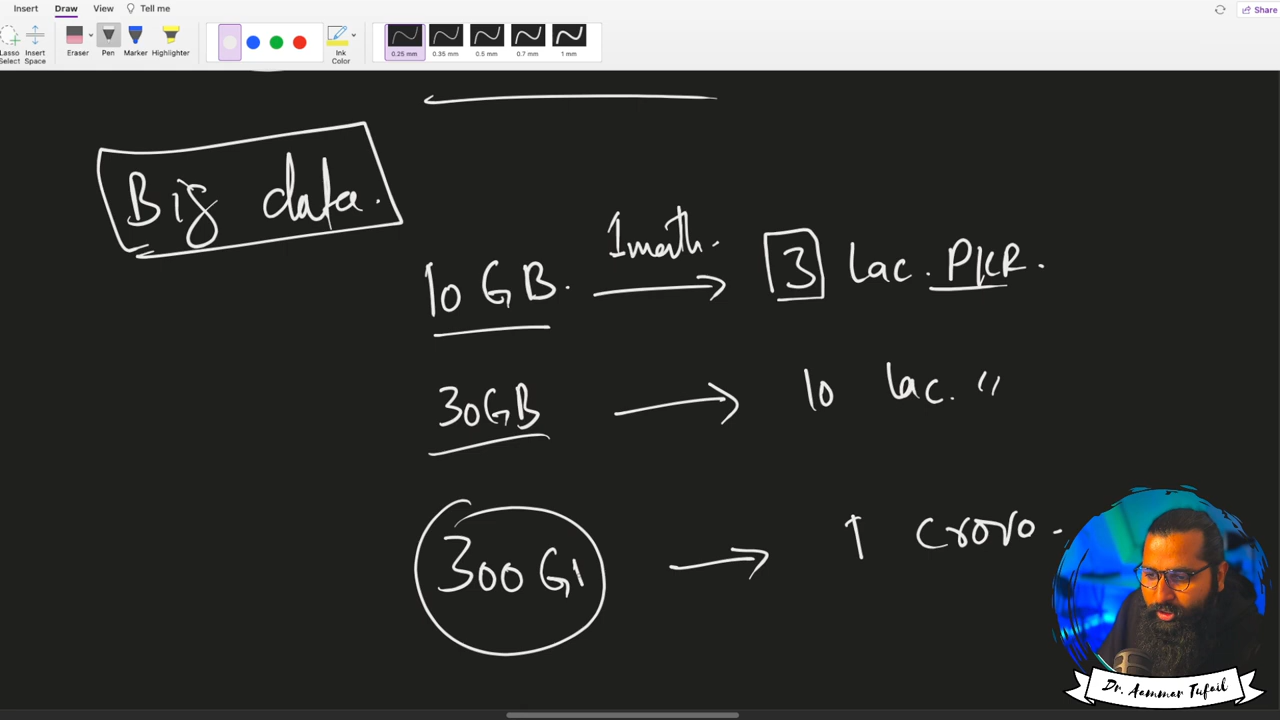 Insert Draw View Tell me
Share
Lasso Select
Insert Space
Eraser
Pen
Marker
Highlighter
Ink Color
0.25 mm
0.35 mm
0.5 mm
0.7 mm
1 mm
Big data.
10 GB. 1 month. 3 lac. PKR.
30GB 10 lac. "
300 GB 1 crore.
Dr. Aammar Tufail